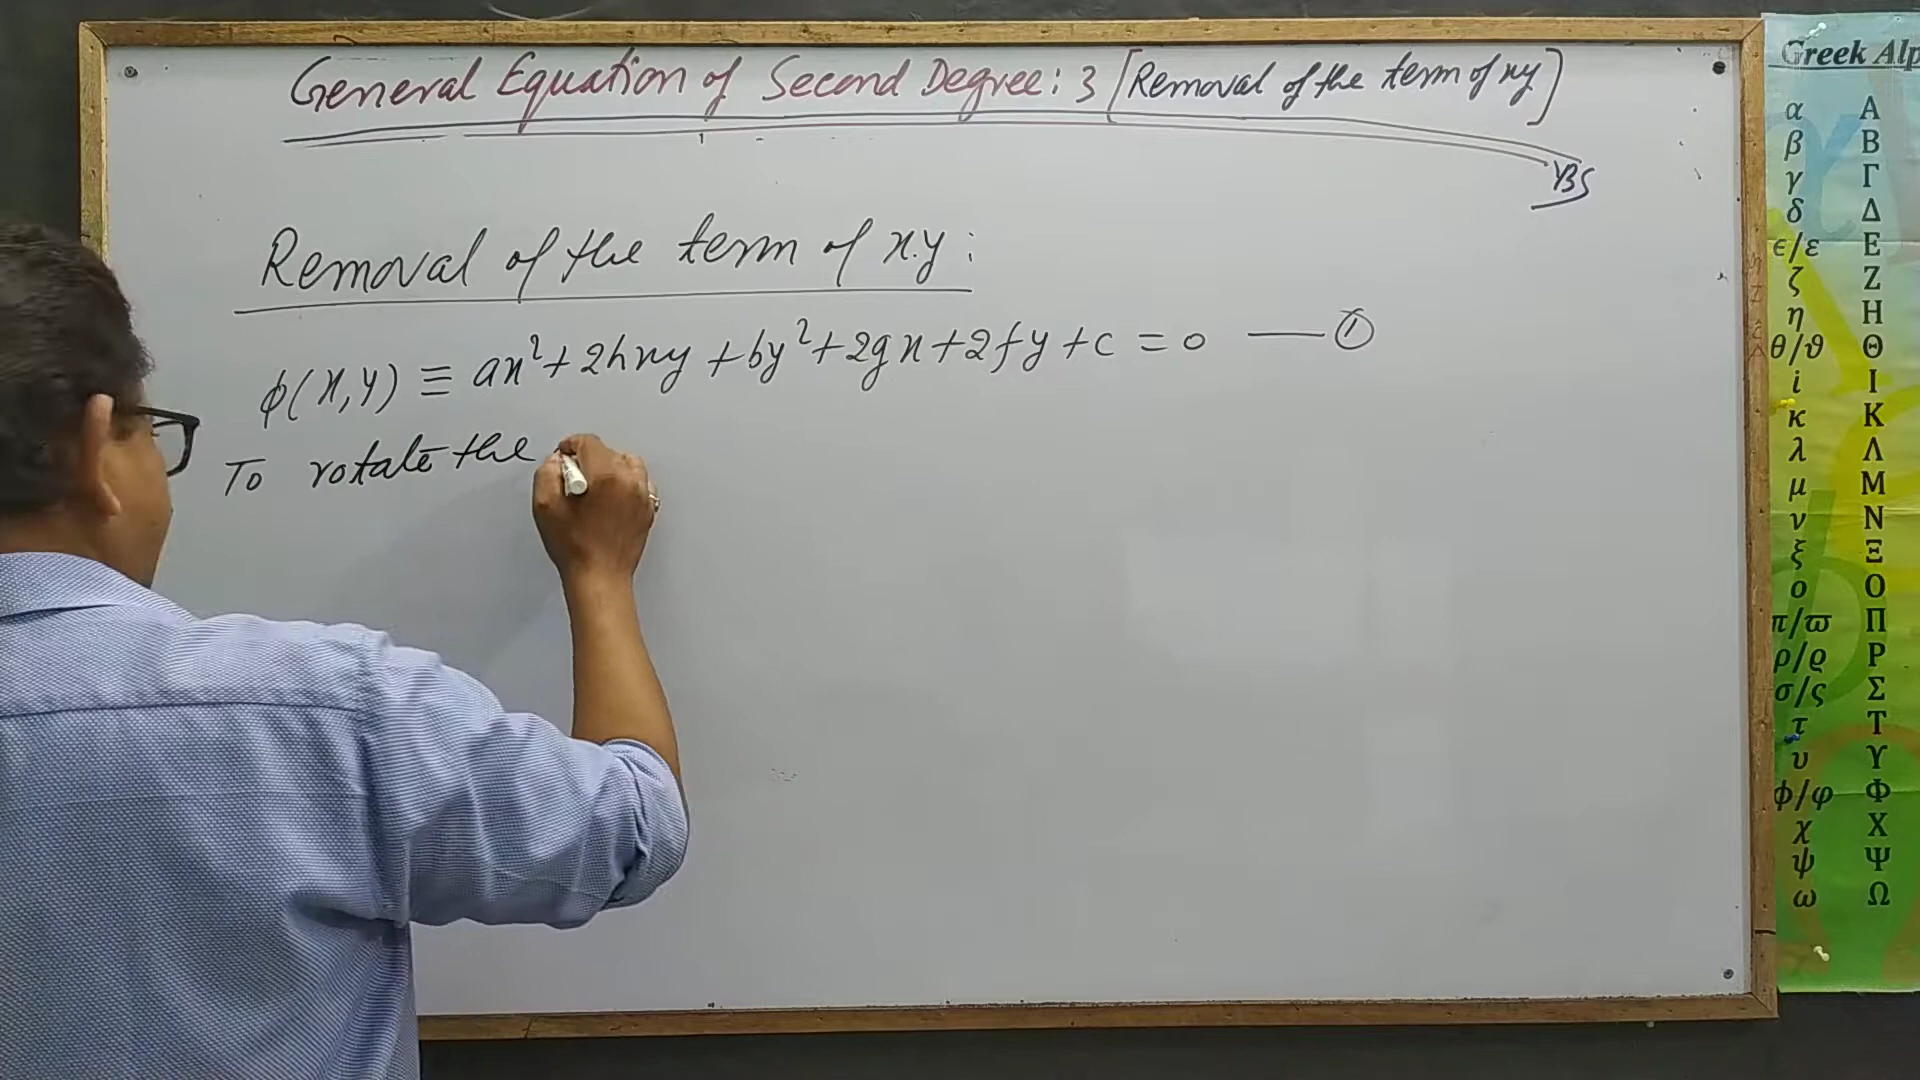 General Equation of Second Degree: 3 [Removal of the term of xy]
YBS
Removal of the term of x.y:
ϕ(x,y) ≡ ax²+2hxy+by²+2gx+2fy+c = 0 — ①
To rotate the
Greek Alp
α Α
β Β
γ Γ
δ Δ
ϵ/ε Ε
ζ Ζ
η Η
θ/ϑ Θ
i Ι
κ Κ
λ Λ
μ Μ
ν Ν
ξ Ξ
ο Ο
π/ϖ Π
ρ/ϱ Ρ
σ/ς Σ
τ Τ
υ Υ
ϕ/φ Φ
χ Χ
ψ Ψ
ω Ω